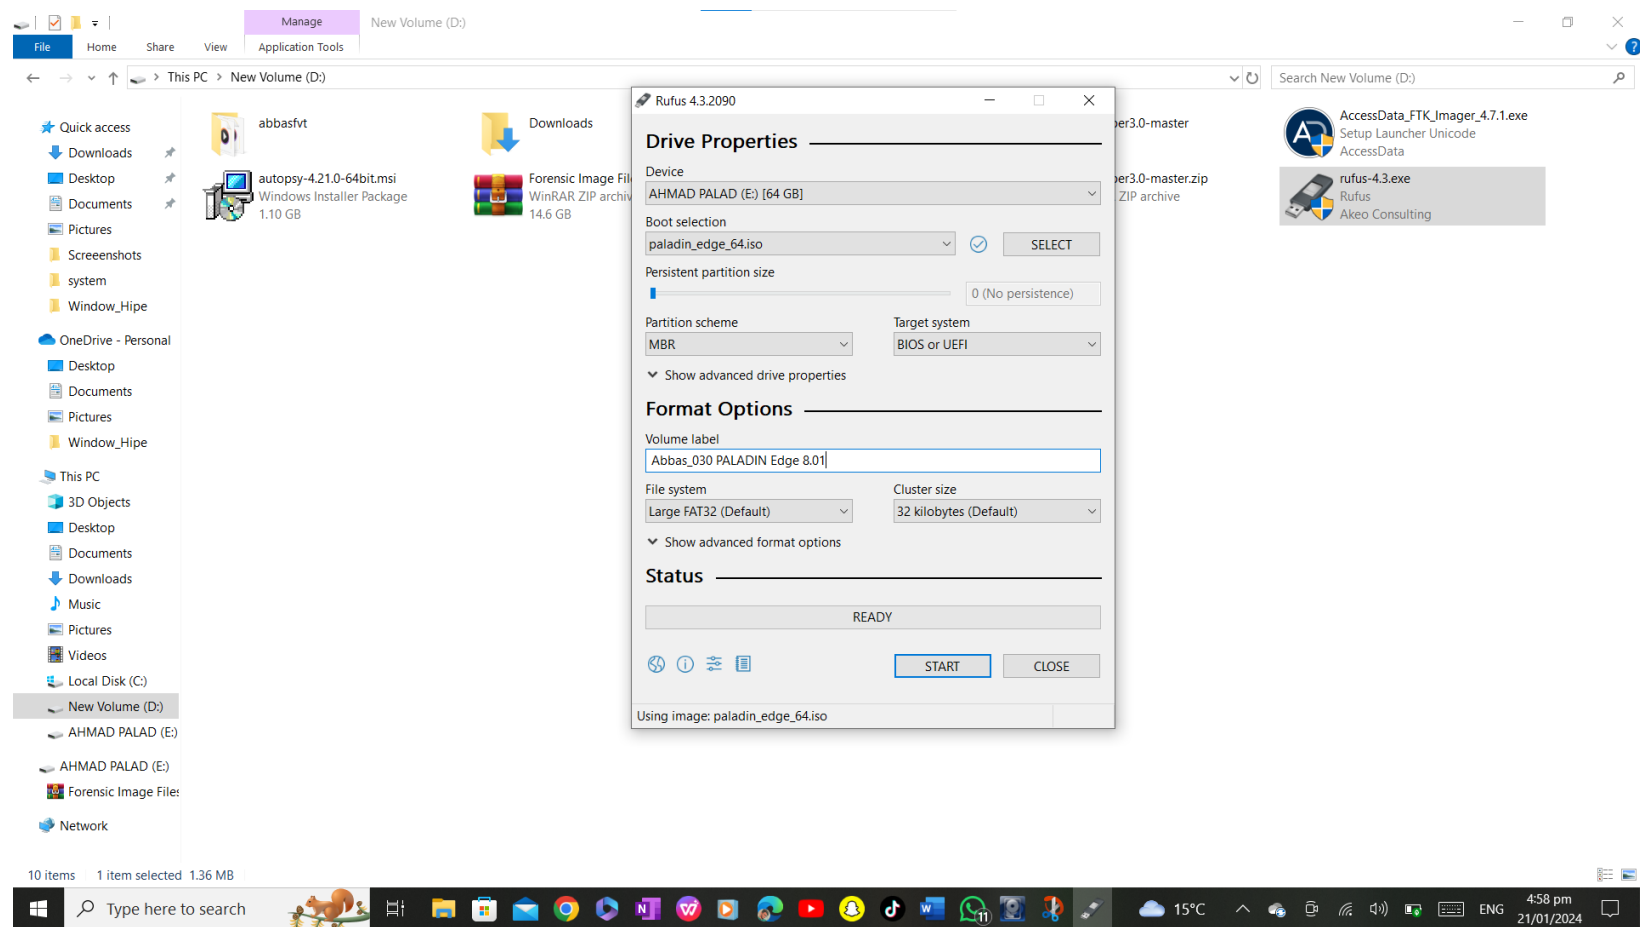 Manage
New Volume (D:)
File
Home
Share
View
Application Tools
This PC > New Volume (D:)
Search New Volume (D:)
Quick access
Downloads
Desktop
Documents
Pictures
Screeenshots
system
Window_Hipe
OneDrive - Personal
Desktop
Documents
Pictures
Window_Hipe
This PC
3D Objects
Desktop
Documents
Downloads
Music
Pictures
Videos
Local Disk (C:)
New Volume (D:)
AHMAD PALAD (E:)
AHMAD PALAD (E:)
Forensic Image Files
Network
abbasfvt
autopsy-4.21.0-64bit.msi
Windows Installer Package
1.10 GB
Downloads
Forensic Image
WinRAR ZIP
14.6 GB
Rufus 4.3.2090
Drive Properties
Device
AHMAD PALAD (E:) [64 GB]
Boot selection
paladin_edge_64.iso
SELECT
Persistent partition size
0 (No persistence)
Partition scheme
Target system
MBR
BIOS or UEFI
Show advanced drive properties
Format Options
Volume label
Abbas_030 PALADIN Edge 8.01
File system
Cluster size
Large FAT32 (Default)
32 kilobytes (Default)
Show advanced format options
Status
READY
START
CLOSE
Using image: paladin_edge_64.iso
per3.0-master
per3.0-master.zip
ZIP archive
AccessData_FTK_Imager_4.7.1.exe
Setup Launcher Unicode
AccessData
rufus-4.3.exe
Rufus
Akeo Consulting
10 items
1 item selected 1.36 MB
Type here to search
11
15°C
ENG
4:58 pm
21/01/2024